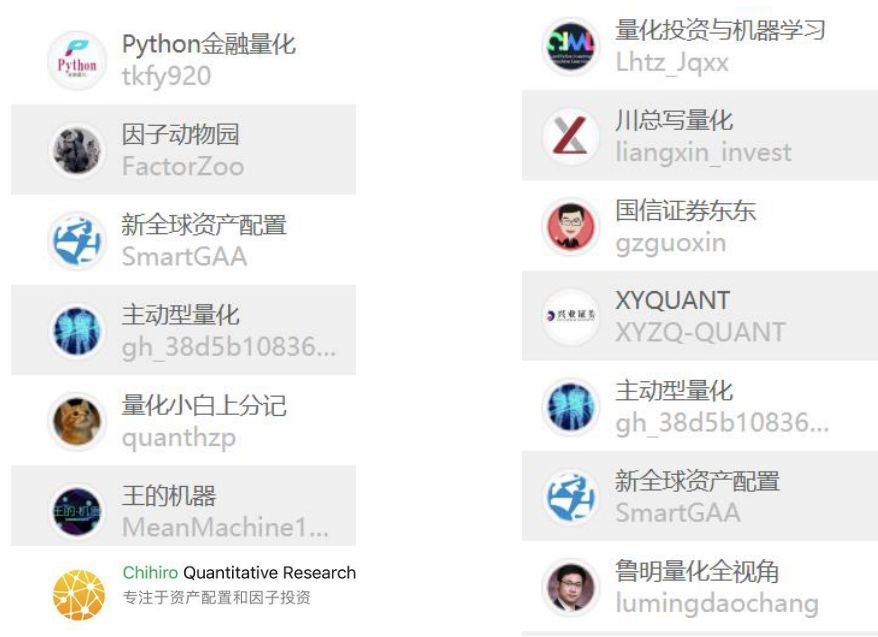 Python金融量化
tkfy920
因子动物园
FactorZoo
新全球资产配置
SmartGAA
主动型量化
gh_38d5b10836...
量化小白上分记
quanthzp
王的机器
MeanMachine1...
Chihiro Quantitative Research
专注于资产配置和因子投资
量化投资与机器学习
Lhtz_Jqxx
川总写量化
liangxin_invest
国信证券东东
gzguoxin
XYQUANT
XYZQ-QUANT
主动型量化
gh_38d5b10836...
新全球资产配置
SmartGAA
鲁明量化全视角
lumingdaochang
Python
QIML
兴业证券
王的·机器